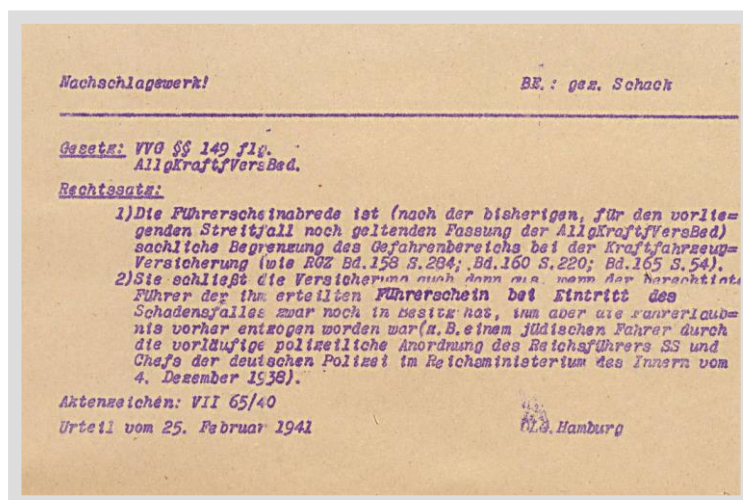 Nachschlagewerk!
BE.: gez. Schack
Gesetz: VVG §§ 149 flg.
AllgKraftfVersBed.
Rechtssatz:
1)Die Führerscheinabrede ist (nach der bisherigen, für den vorlie=
genden Streitfall noch geltenden Fassung der AllgKraftfVersBed)
sachliche Begrenzung des Gefahrenbereichs bei der Kraftfahrzeug=
Versicherung (wie RGZ Bd.158 S.284; Bd.160 S.220; Bd.165 S.54).
2)Sie schließt die Versicherung auch dann aus, wenn der berechtigte
Führer der ihm erteilten Führerschein bei Eintritt des
Schadensfalles zwar noch in Besitz hat, ihm aber die Fahrerlaub=
nis vorher entzogen worden war(z.B. einem jüdischen Fahrer durch
die vorläufige polizeiliche Anordnung des Reichsführers SS und
Chefs der deutschen Polizei im Reichsministerium des Innern vom
4. Dezember 1938).
Aktenzeichen: VII 65/40
Urteil vom 25. Februar 1941
OLG. Hamburg